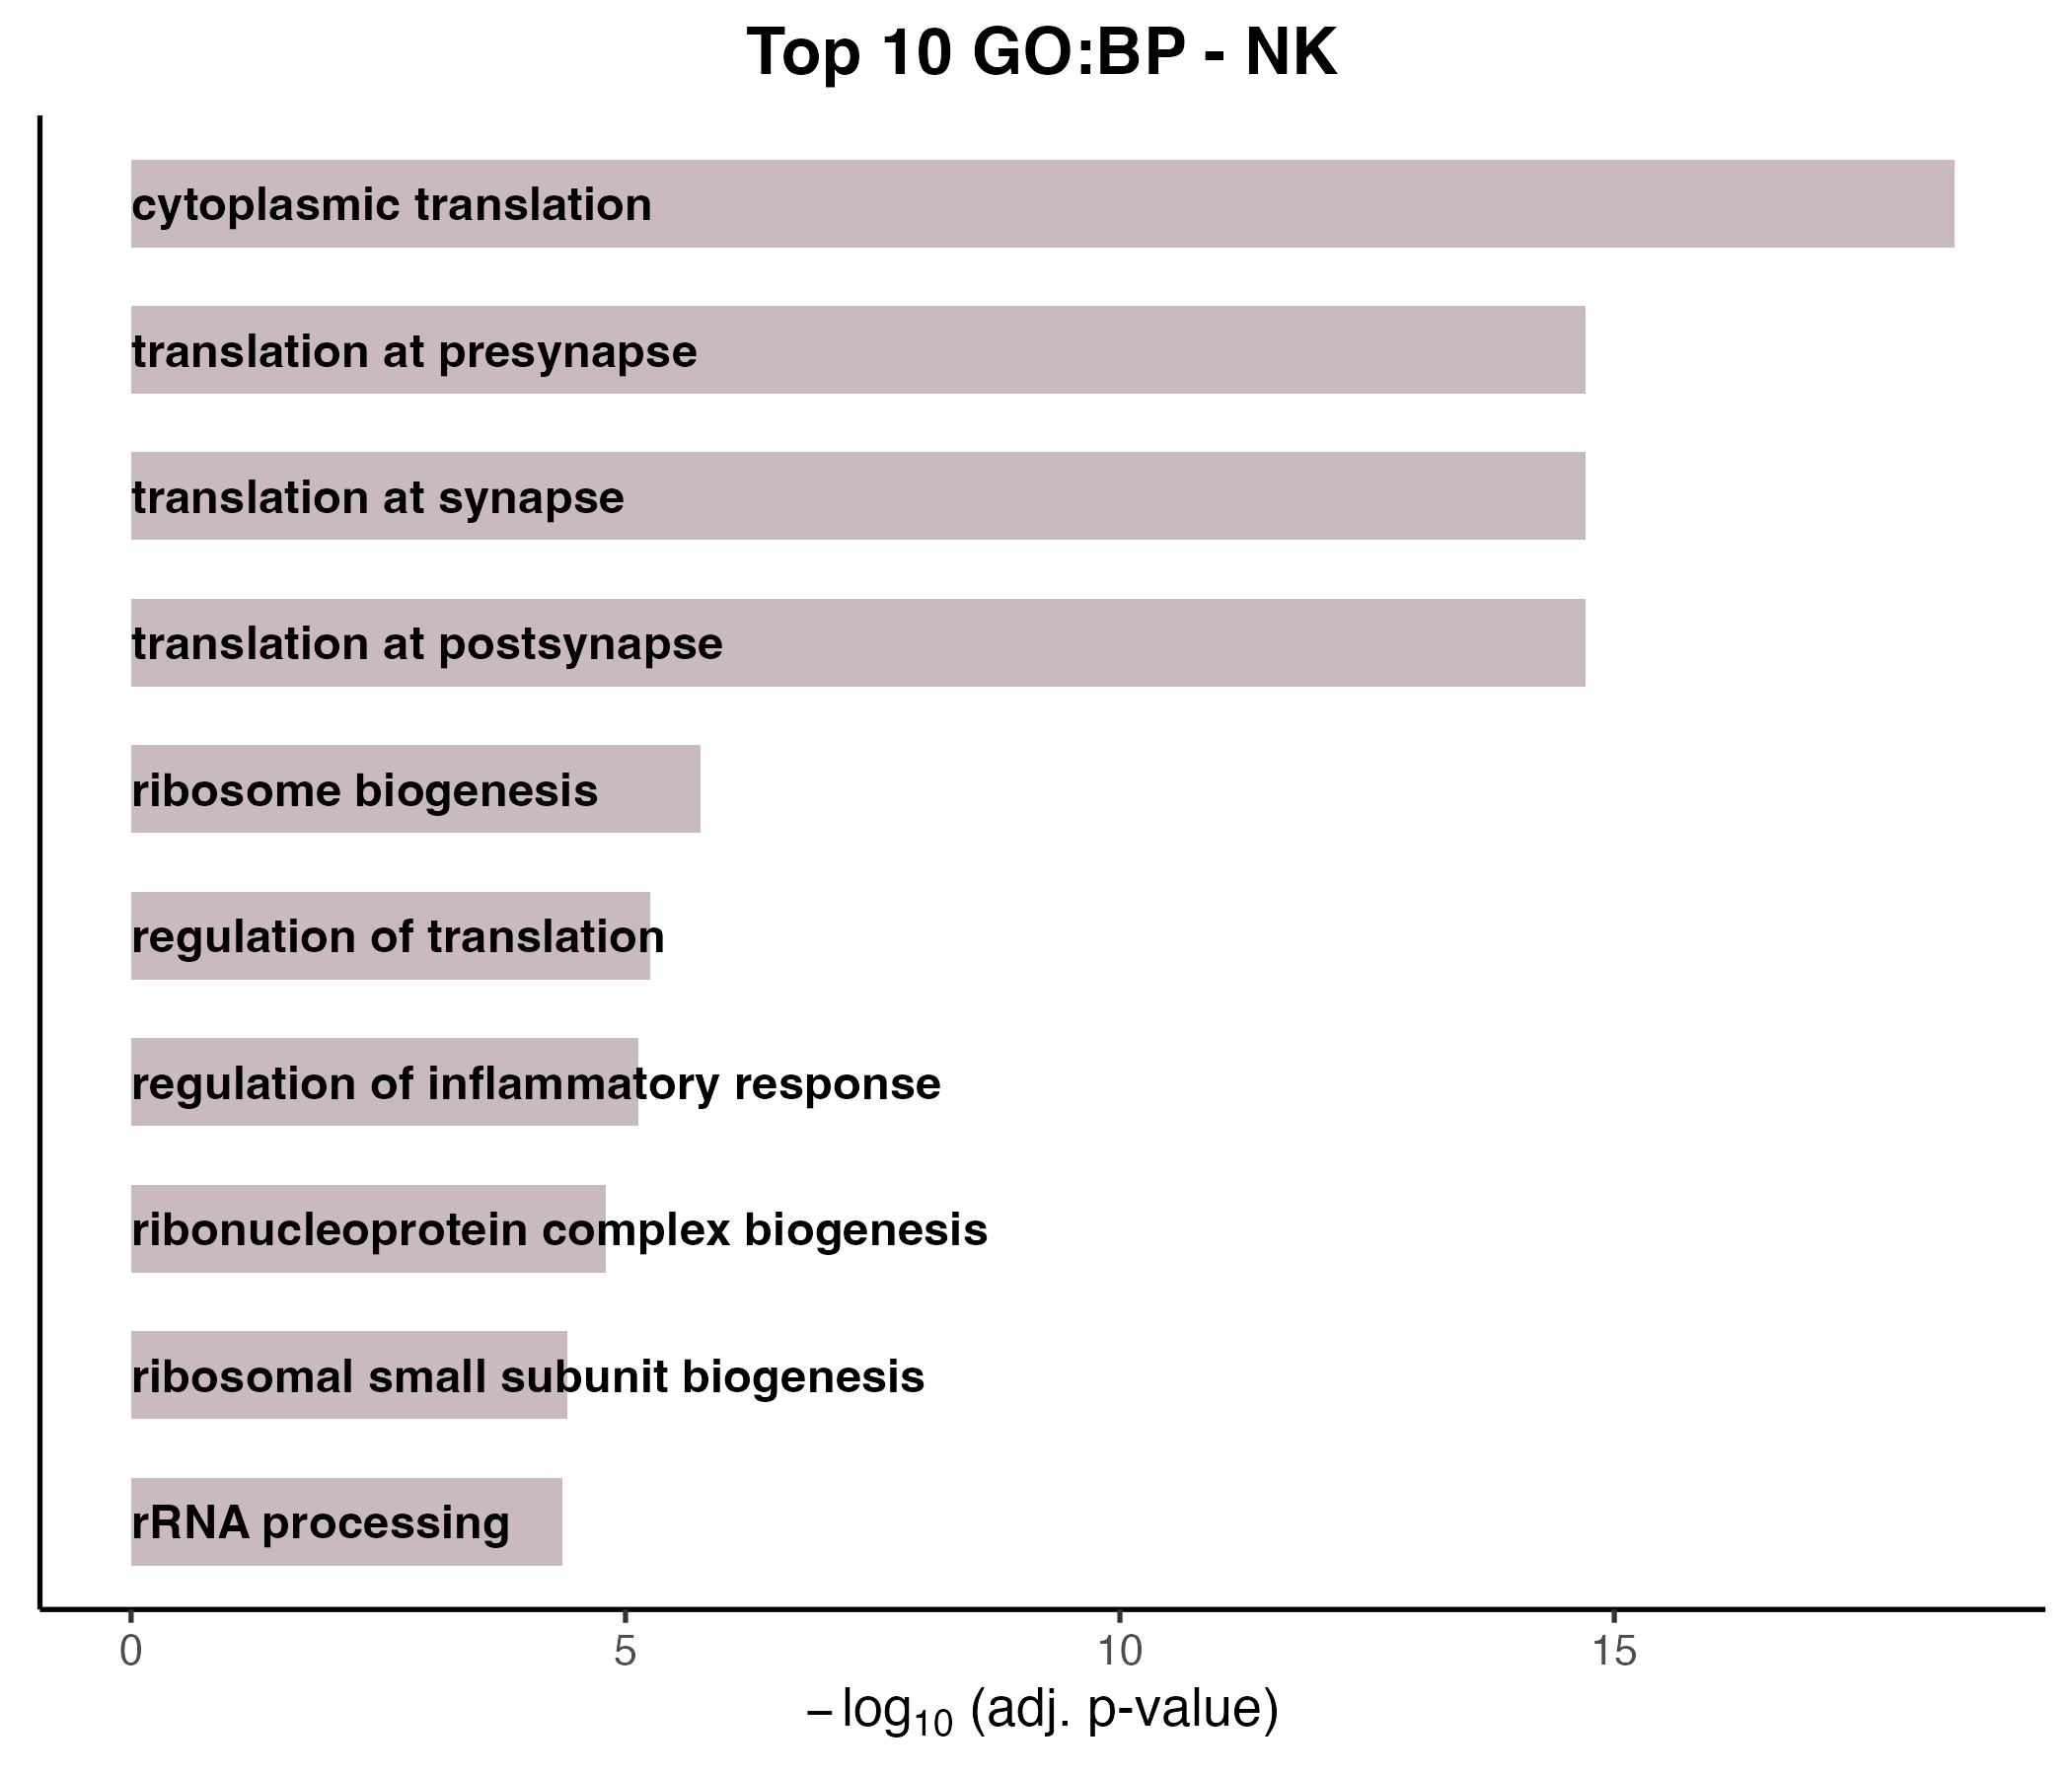 Top 10 GO:BP - NK
cytoplasmic translation
translation at presynapse
translation at synapse
translation at postsynapse
ribosome biogenesis
regulation of translation
regulation of inflammatory response
ribonucleoprotein complex biogenesis
ribosomal small subunit biogenesis
rRNA processing
0 5 10 15
−log₁₀ (adj. p-value)